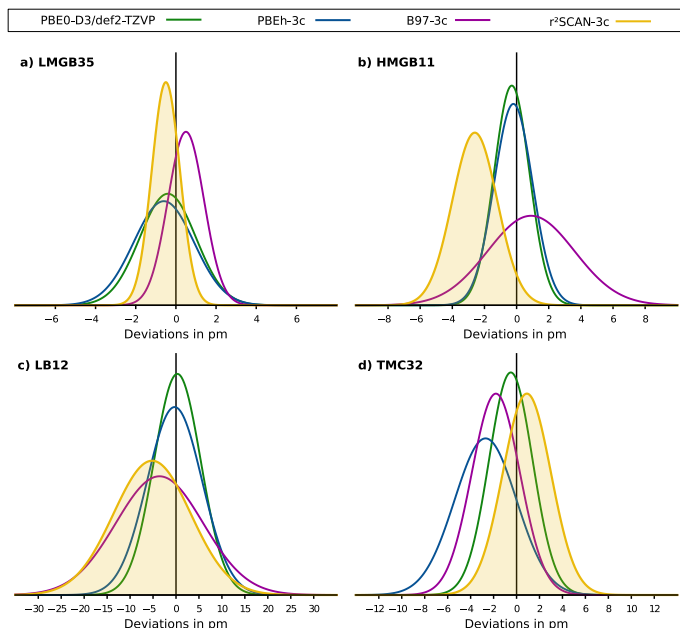 PBE0-D3/def2-TZVP PBEh-3c B97-3c r²SCAN-3c
a) LMGB35
−6 −4 −2 0 2 4 6
Deviations in pm
b) HMGB11
−8 −6 −4 −2 0 2 4 6 8
Deviations in pm
c) LB12
−30 −25 −20 −15 −10 −5 0 5 10 15 20 25 30
Deviations in pm
d) TMC32
−12 −10 −8 −6 −4 −2 0 2 4 6 8 10 12
Deviations in pm